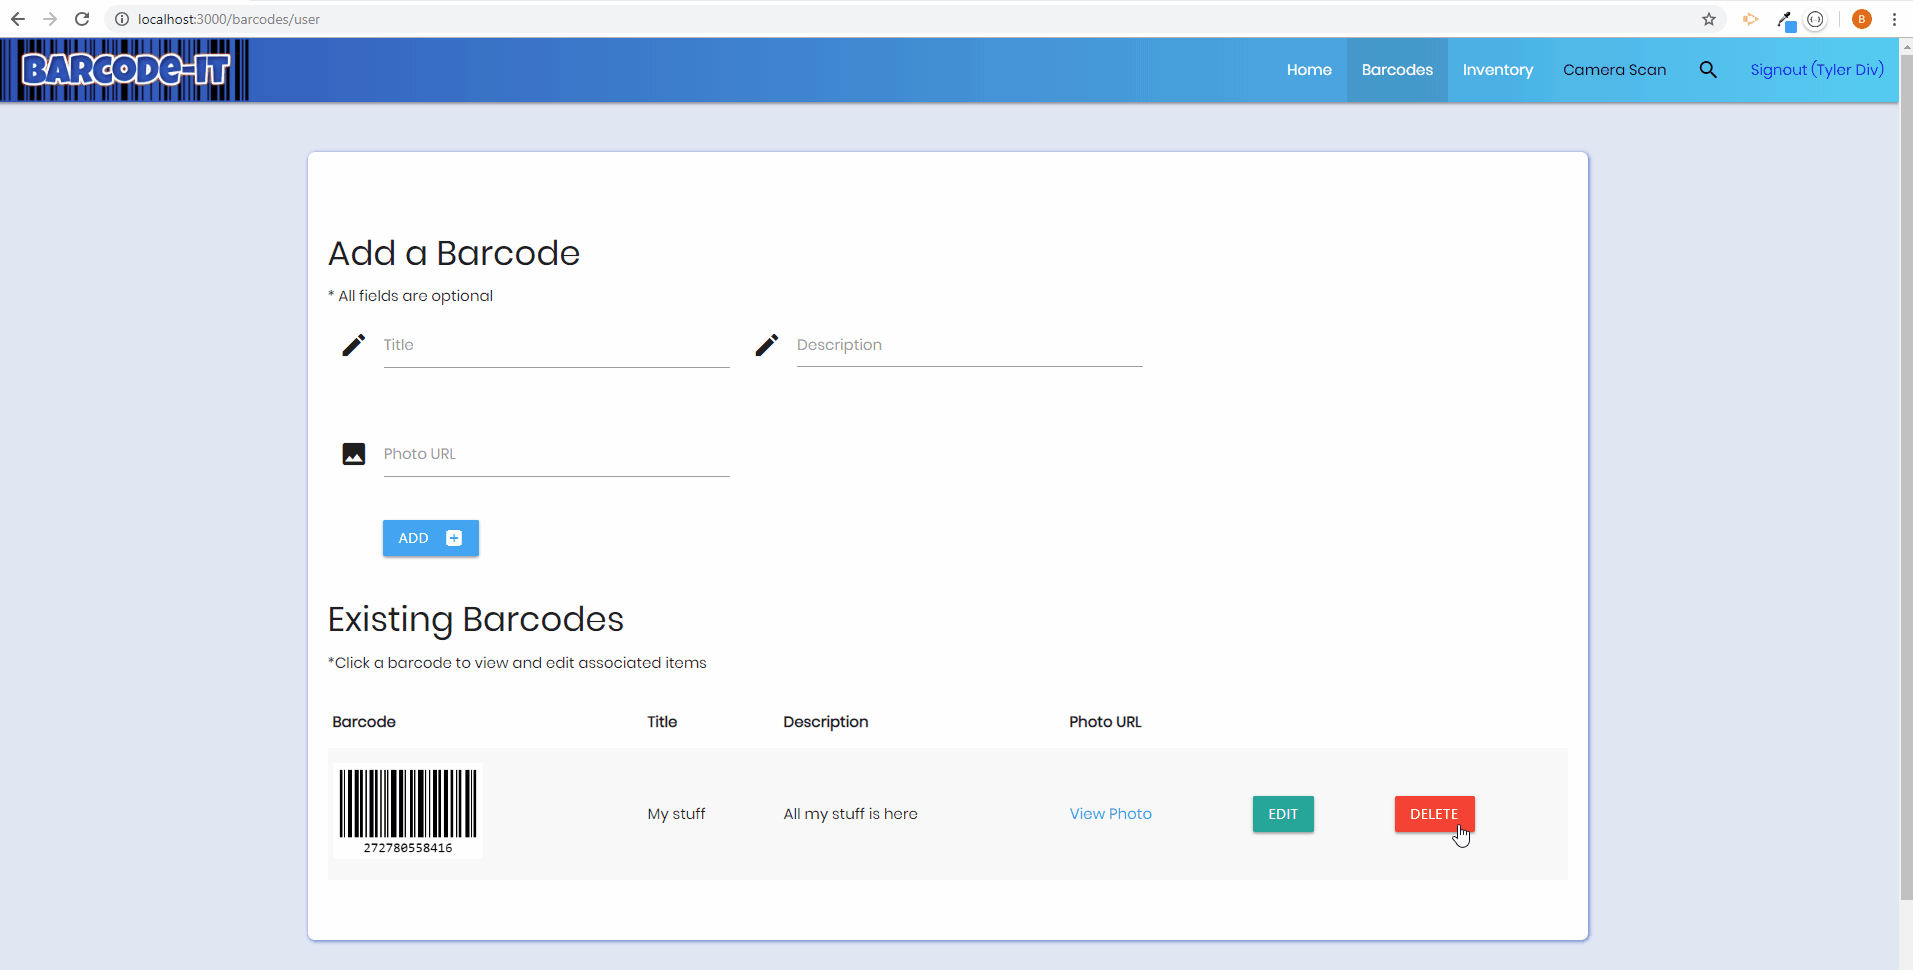 localhost:3000/barcodes/user
B
BARCODE-IT
Home
Barcodes
Inventory
Camera Scan
Signout (Tyler Div)
Add a Barcode
* All fields are optional
Title
Description
Photo URL
ADD
Existing Barcodes
*Click a barcode to view and edit associated items
Barcode Title Description Photo URL
272780558416
My stuff
All my stuff is here
View Photo
EDIT
DELETE